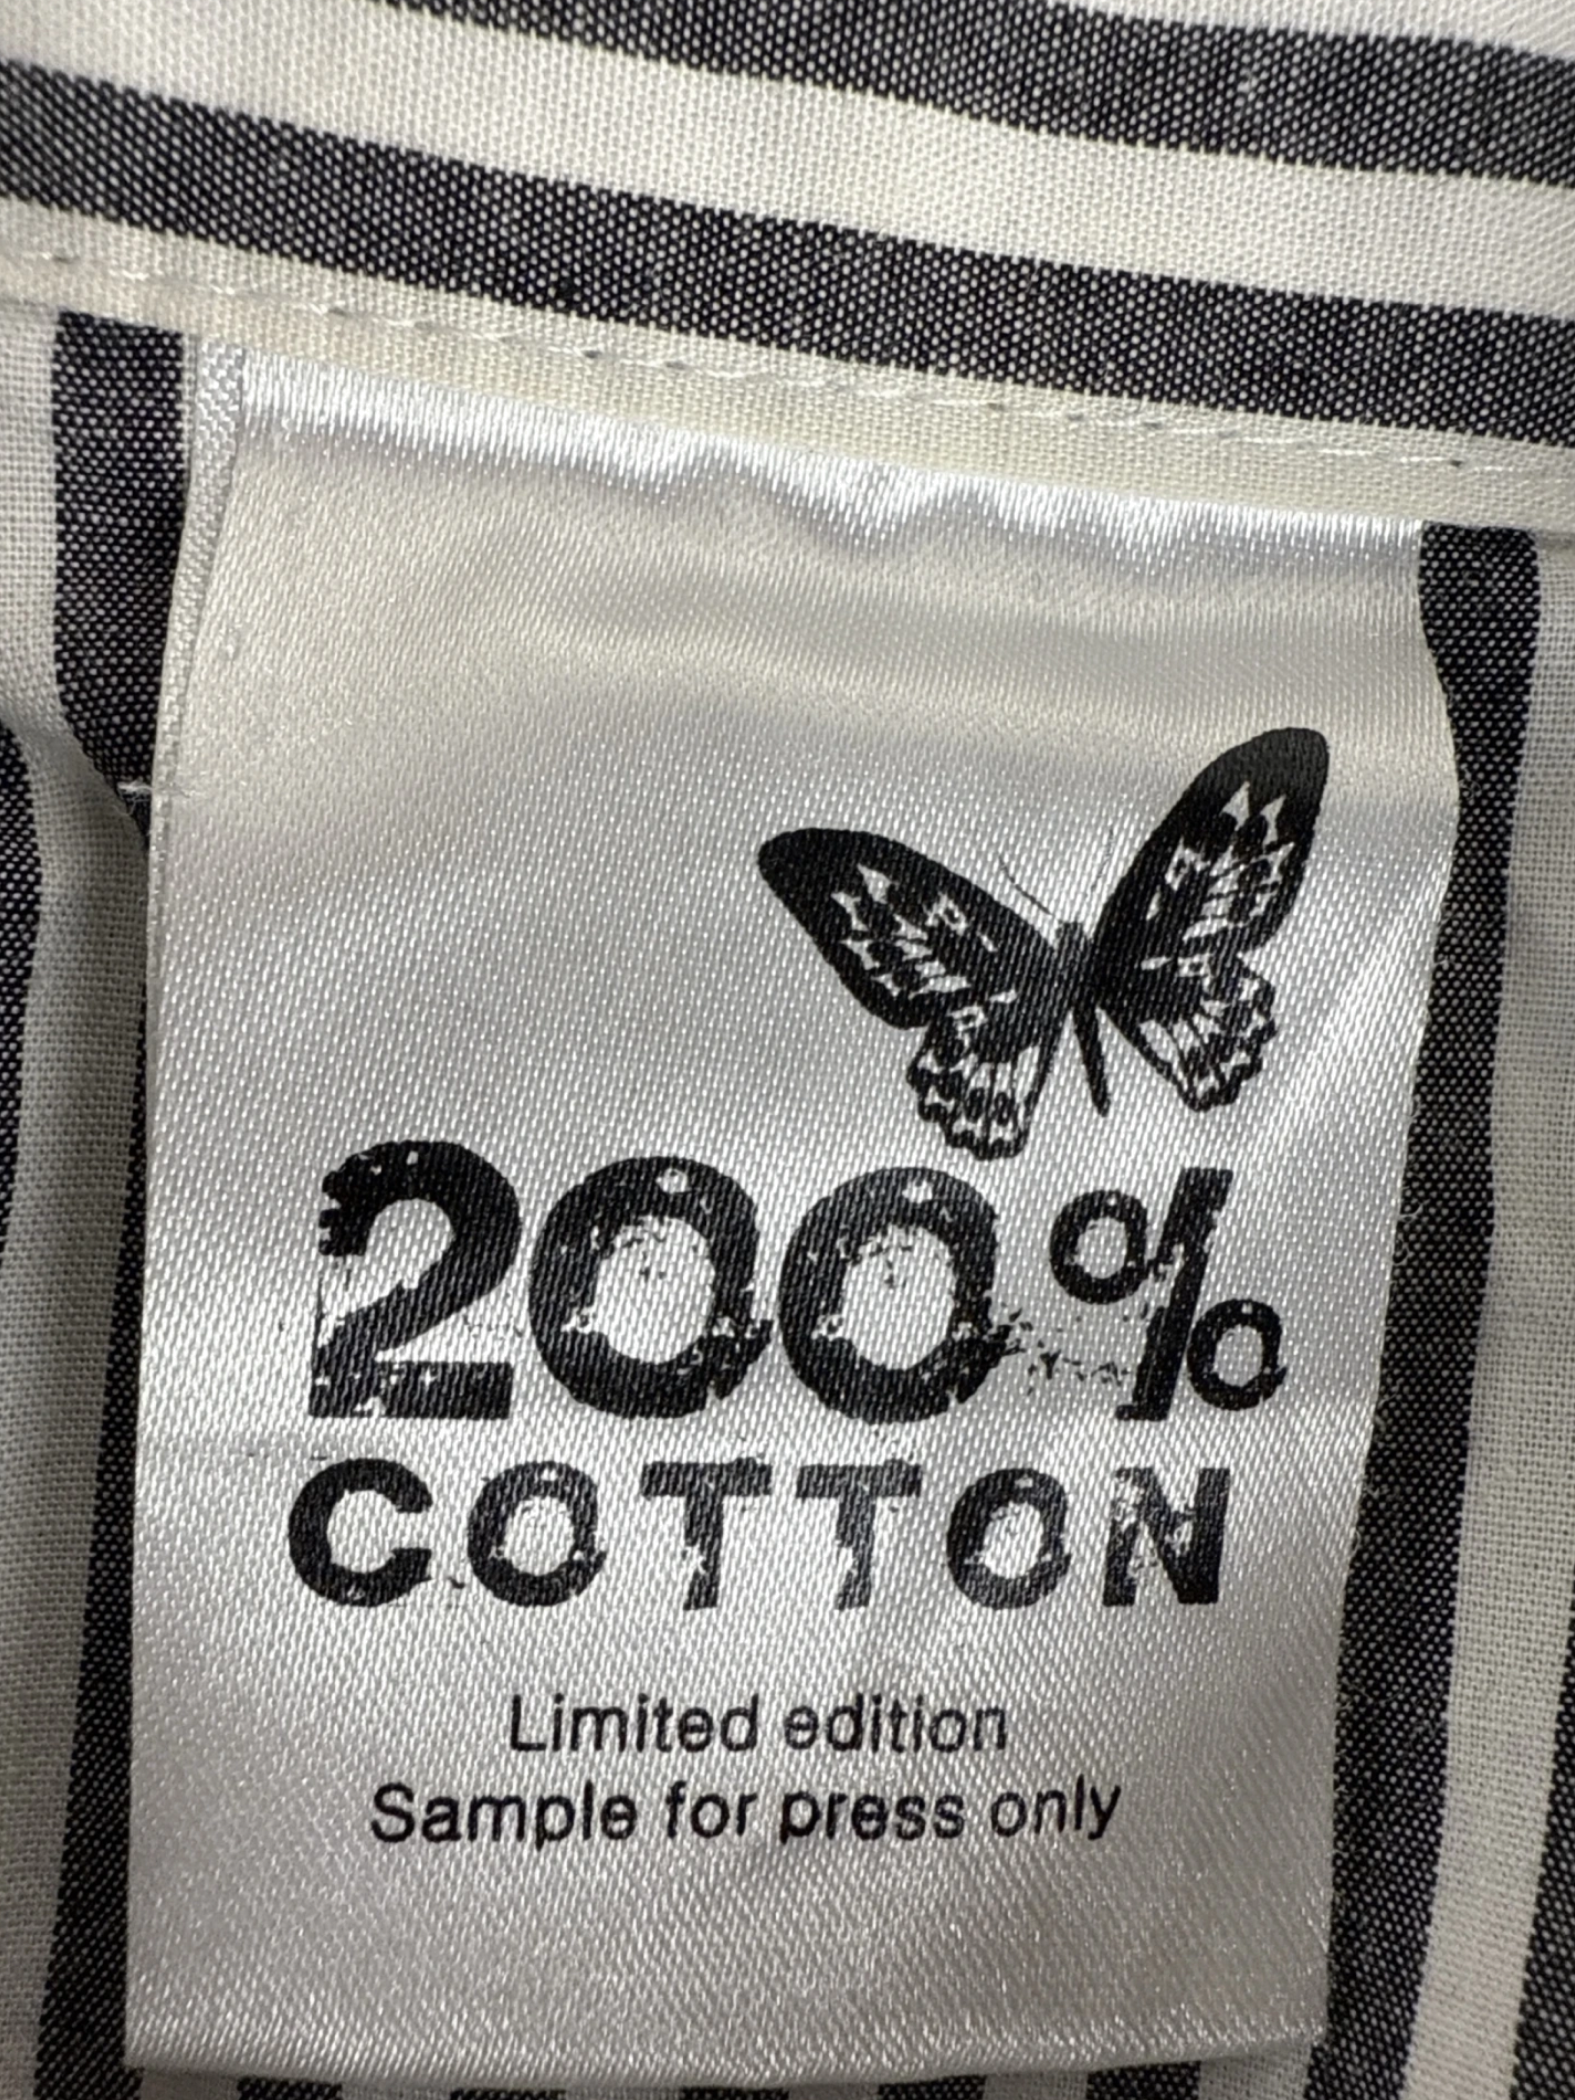 200%
COTTON
Limited edition
Sample for press only